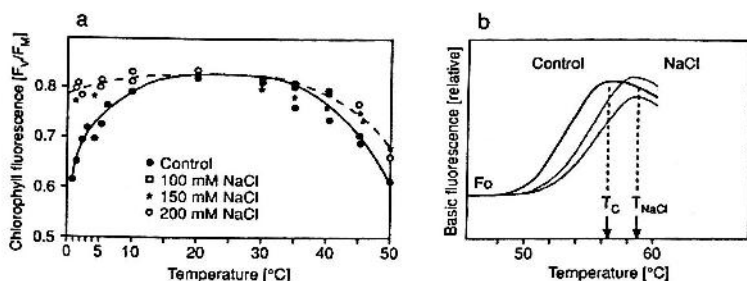 a
Chlorophyll fluorescence [FV/FM]
0.8
0.7
0.6
0.5
Control
100 mM NaCl
150 mM NaCl
200 mM NaCl
0 5 10 20 30 40 50
Temperature [°C]
b
Basic fluorescence [relative]
Control NaCl
Fo
TC TNaCl
50 60
Temperature [°C]